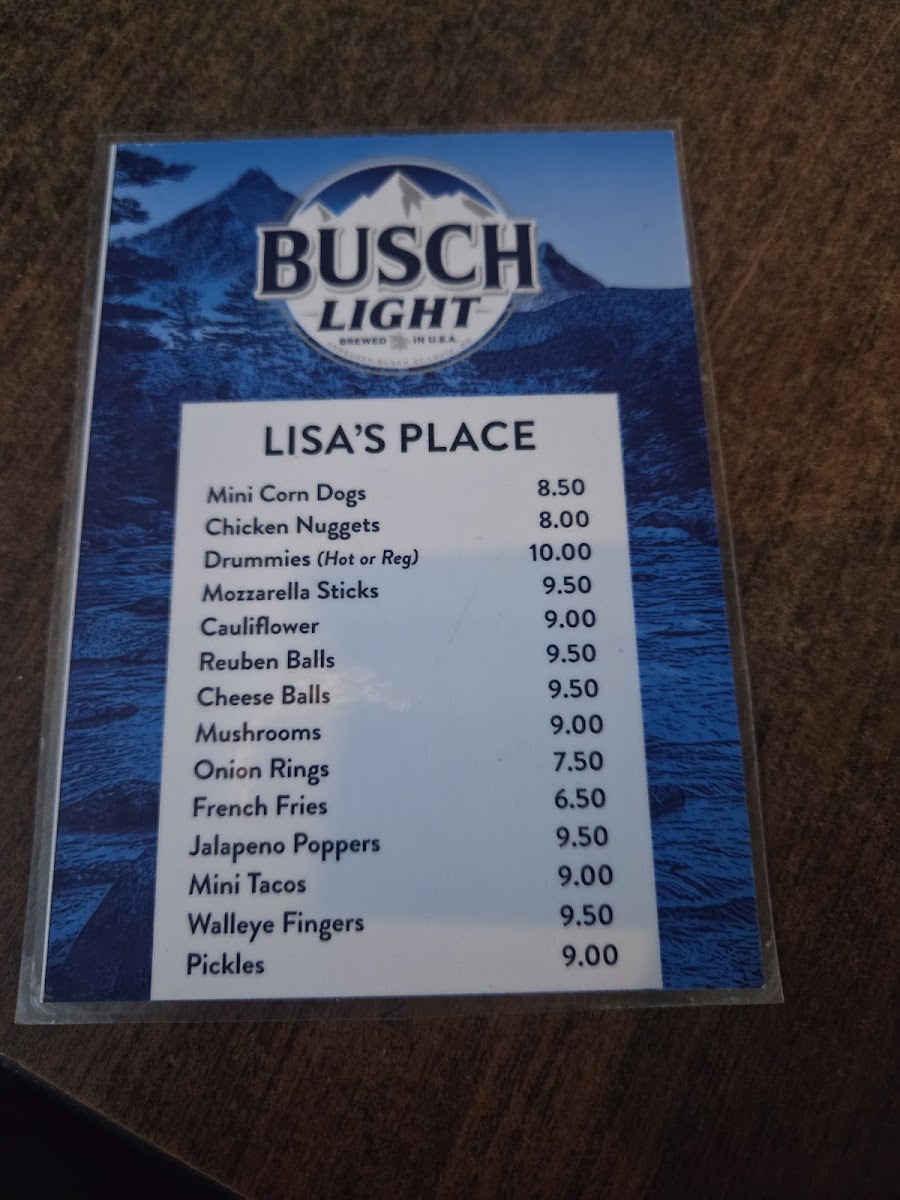 BUSCH
LIGHT
BREWED IN U.S.A.
LISA'S PLACE
Mini Corn Dogs 8.50
Chicken Nuggets 8.00
Drummies (Hot or Reg) 10.00
Mozzarella Sticks 9.50
Cauliflower 9.00
Reuben Balls 9.50
Cheese Balls 9.50
Mushrooms 9.00
Onion Rings 7.50
French Fries 6.50
Jalapeno Poppers 9.50
Mini Tacos 9.00
Walleye Fingers 9.50
Pickles 9.00